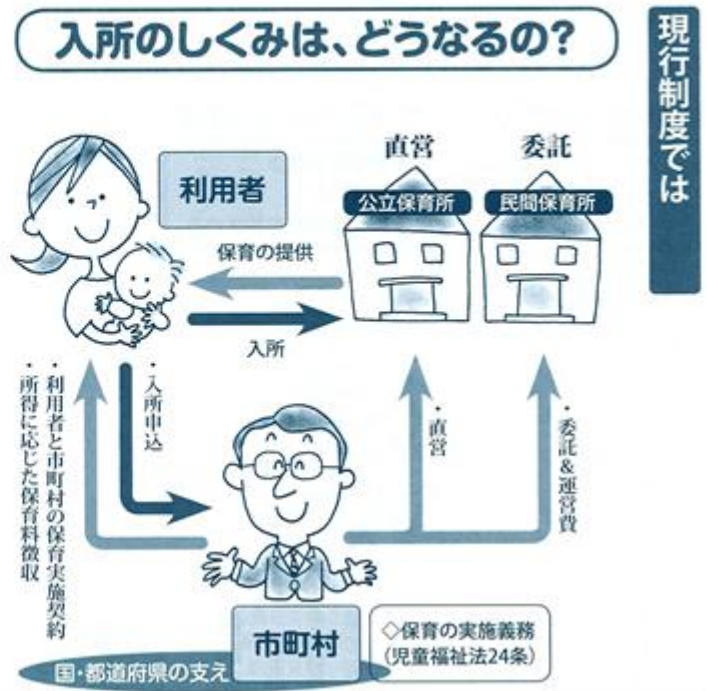 入所のしくみは、どうなるの？
現行制度では
直営
委託
利用者
公立保育所
民間保育所
保育の提供
入所
・入所申込
・利用者と市町村の保育実施契約
・所得に応じた保育料徴収
・直営
・委託&運営費
市町村
◇保育の実施義務
(児童福祉法24条)
国・都道府県の支え